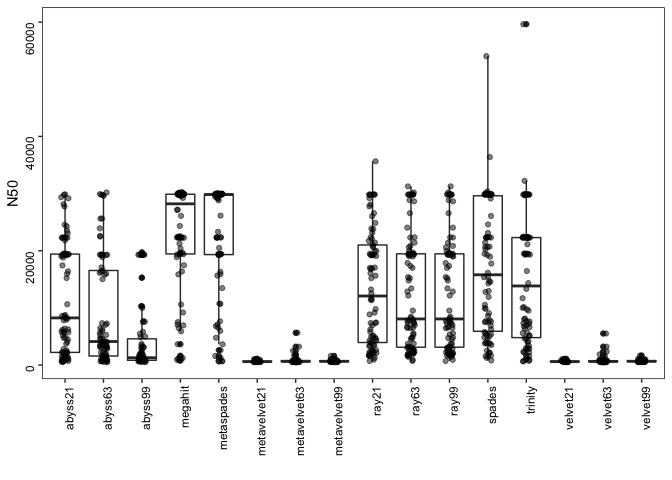 N50
60000
40000
20000
0
abyss21
abyss63
abyss99
megahit
metaspades
metavelvet21
metavelvet63
metavelvet99
ray21
ray63
ray99
spades
trinity
velvet21
velvet63
velvet99